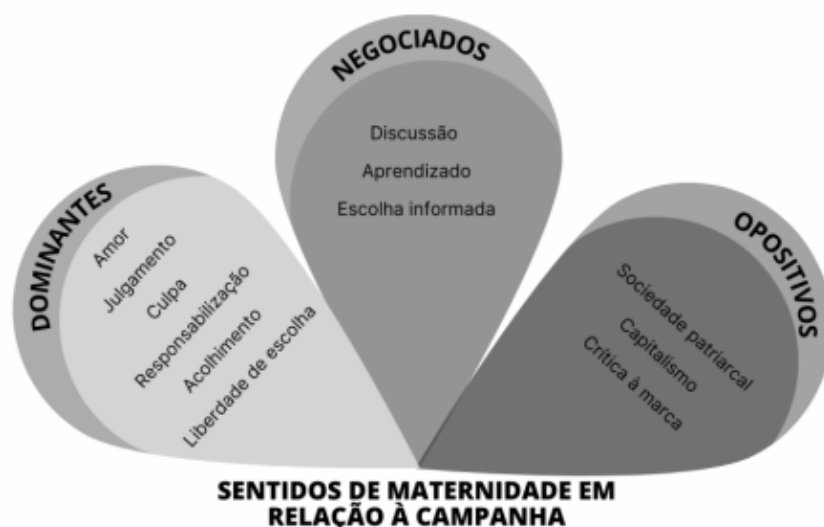 NEGOCIADOS
Discussão
Aprendizado
Escolha informada
DOMINANTES
Amor
Julgamento
Culpa
Responsabilização
Acolhimento
Liberdade de escolha
OPOSITIVOS
Sociedade patriarcal
Capitalismo
Crítica à marca
SENTIDOS DE MATERNIDADE EM
RELAÇÃO À CAMPANHA